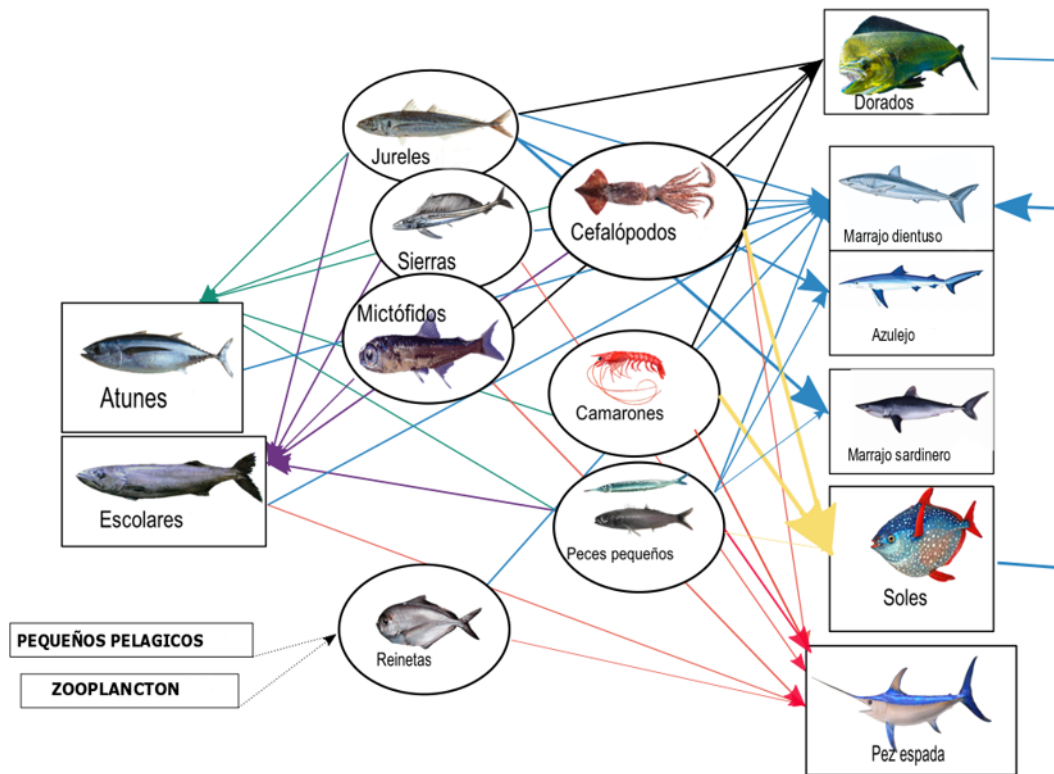 Dorados
Jureles
Sierras
Cefalópodos
Marrajo dientuso
Mictófidos
Azulejo
Atunes
Camarones
Marrajo sardinero
Escolares
Peces pequeños
Soles
PEQUEÑOS PELAGICOS
Reinetas
ZOOPLANCTON
Pez espada